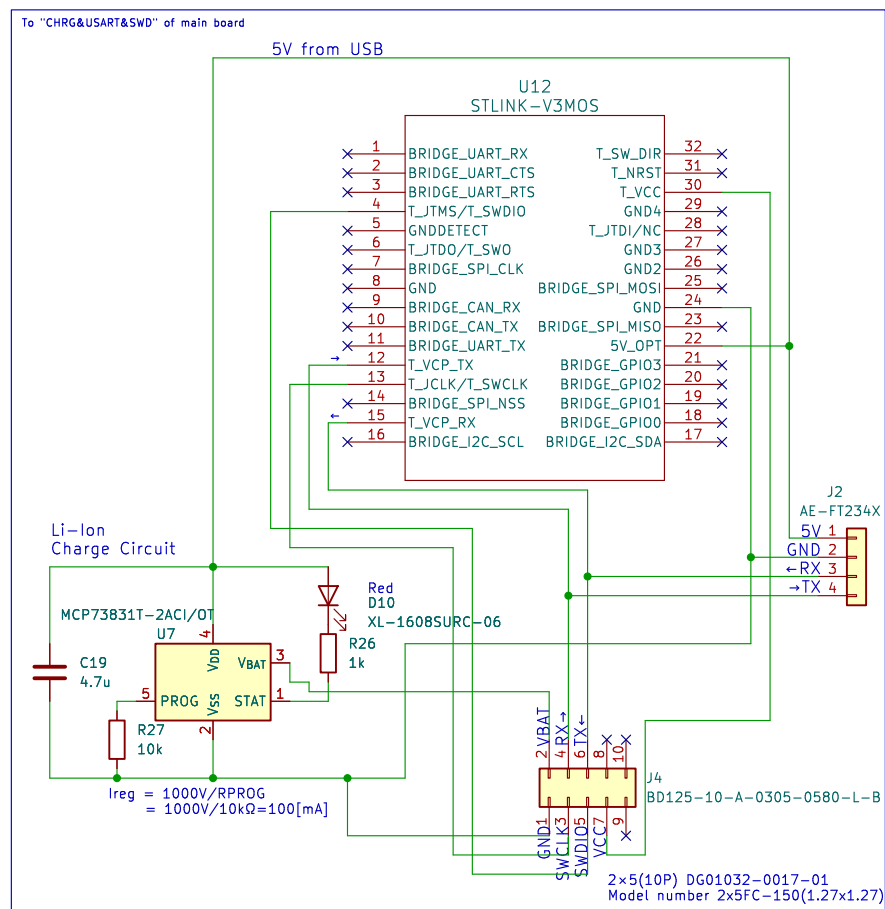 To "CHRG&USART&SWD" of main board
5V from USB
U12
STLINK-V3MOS
1 BRIDGE_UART_RX T_SW_DIR 32
2 BRIDGE_UART_CTS T_NRST 31
3 BRIDGE_UART_RTS T_VCC 30
4 T_JTMS/T_SWDIO GND4 29
5 GNDDETECT T_JTDI/NC 28
6 T_JTDO/T_SWO GND3 27
7 BRIDGE_SPI_CLK GND2 26
8 GND BRIDGE_SPI_MOSI 25
9 BRIDGE_CAN_RX GND 24
10 BRIDGE_CAN_TX BRIDGE_SPI_MISO 23
11 BRIDGE_UART_TX 5V_OPT 22
→ 12 T_VCP_TX BRIDGE_GPIO3 21
13 T_JCLK/T_SWCLK BRIDGE_GPIO2 20
14 BRIDGE_SPI_NSS BRIDGE_GPIO1 19
← 15 T_VCP_RX BRIDGE_GPIO0 18
16 BRIDGE_I2C_SCL BRIDGE_I2C_SDA 17
J2
AE-FT234X
5V 1
GND 2
←RX 3
→TX 4
Li-Ion
Charge Circuit
Red
D10
XL-1608SURC-06
MCP73831T-2ACI/OT
U7
R26
1k
C19
4.7u
4 VDD
VBAT 3
5 PROG
STAT 1
VSS 2
R27
10k
Ireg = 1000V/RPROG
= 1000V/10kΩ=100[mA]
2 VBAT
4 RX→
6 TX←
8
10
J4
BD125-10-A-0305-0580-L-B
GND 1
SWCLK 3
SWDIO 5
VCC 7
9
2×5(10P) DG01032-0017-01
Model number 2x5FC-150(1.27x1.27)